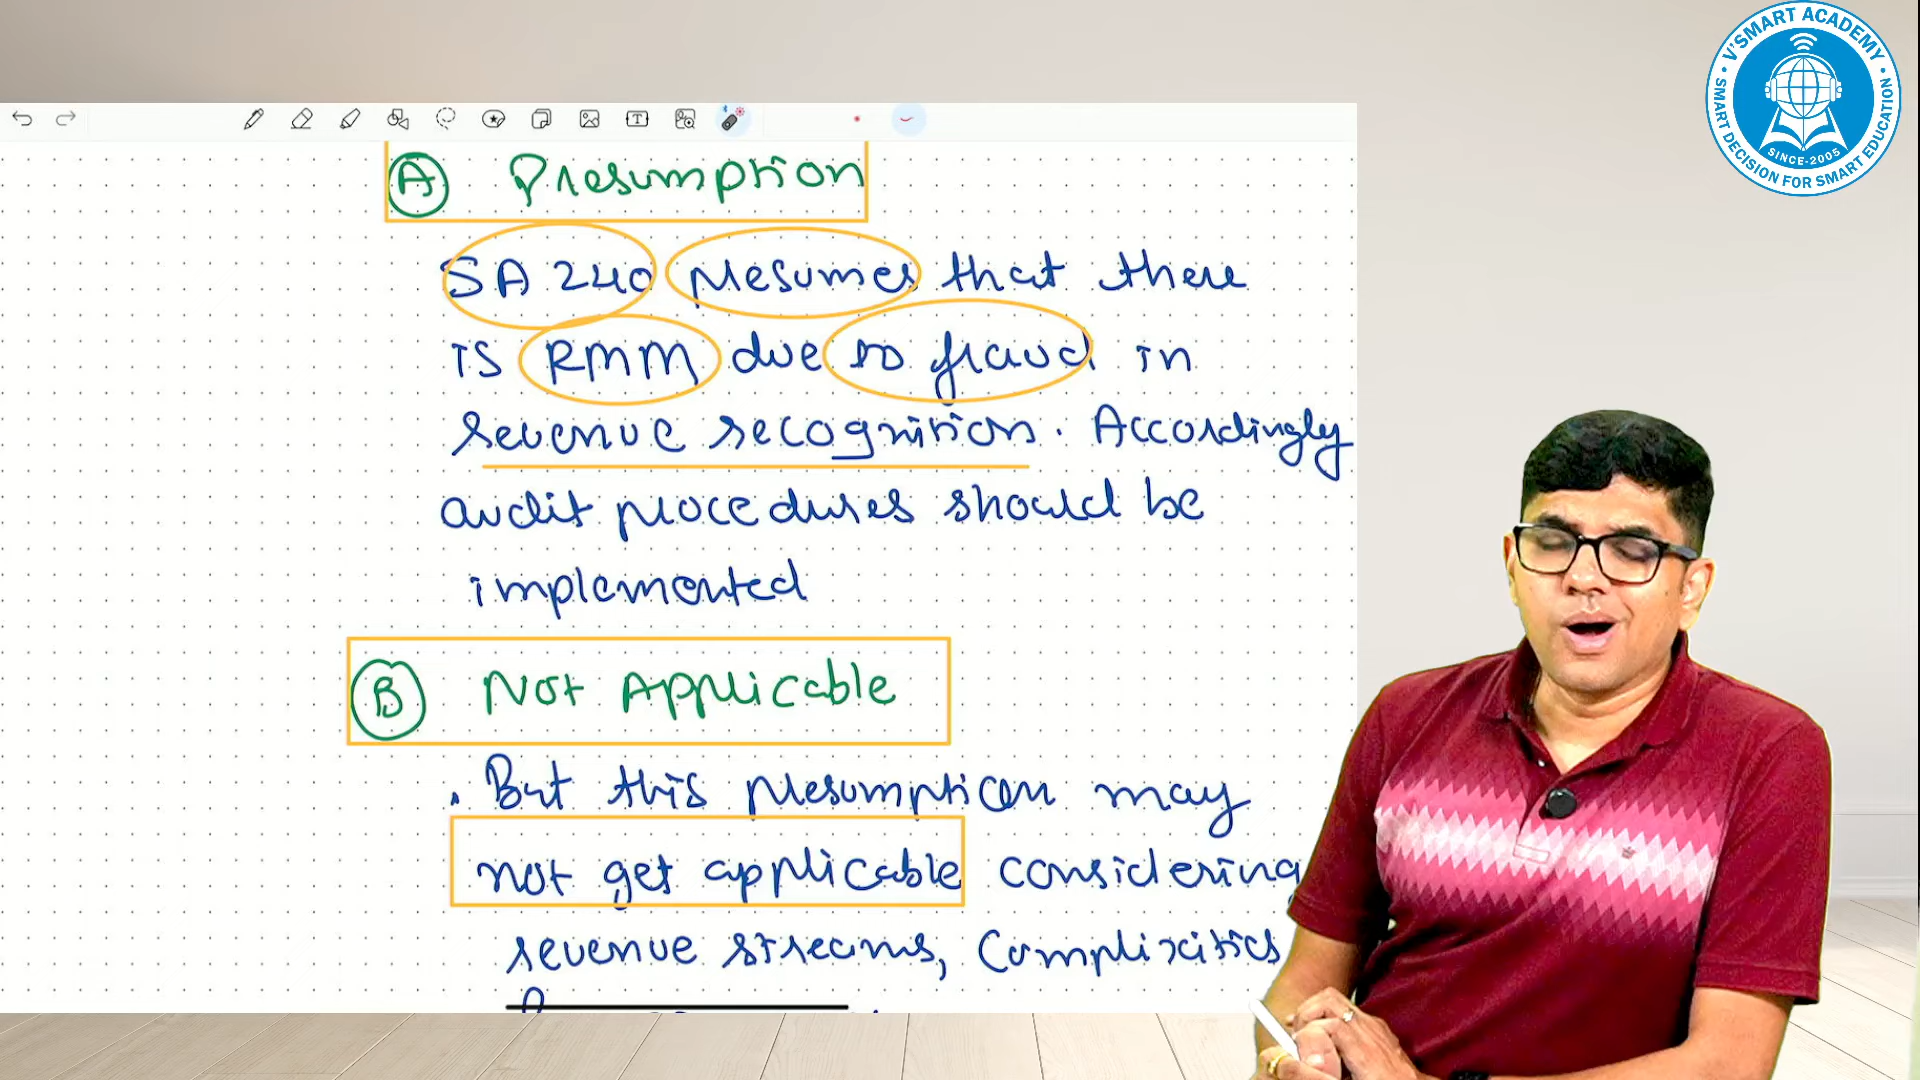 V'SMART ACADEMY
SMART DECISION FOR SMART EDUCATION
SINCE-2005
A Presumption
SA 240 presumes that there
is RMM due to fraud in
revenue recognition. Accordingly
audit procedures should be
implemented
B Not Applicable
. But this presumption may
not get applicable considering
revenue streams, Complixities